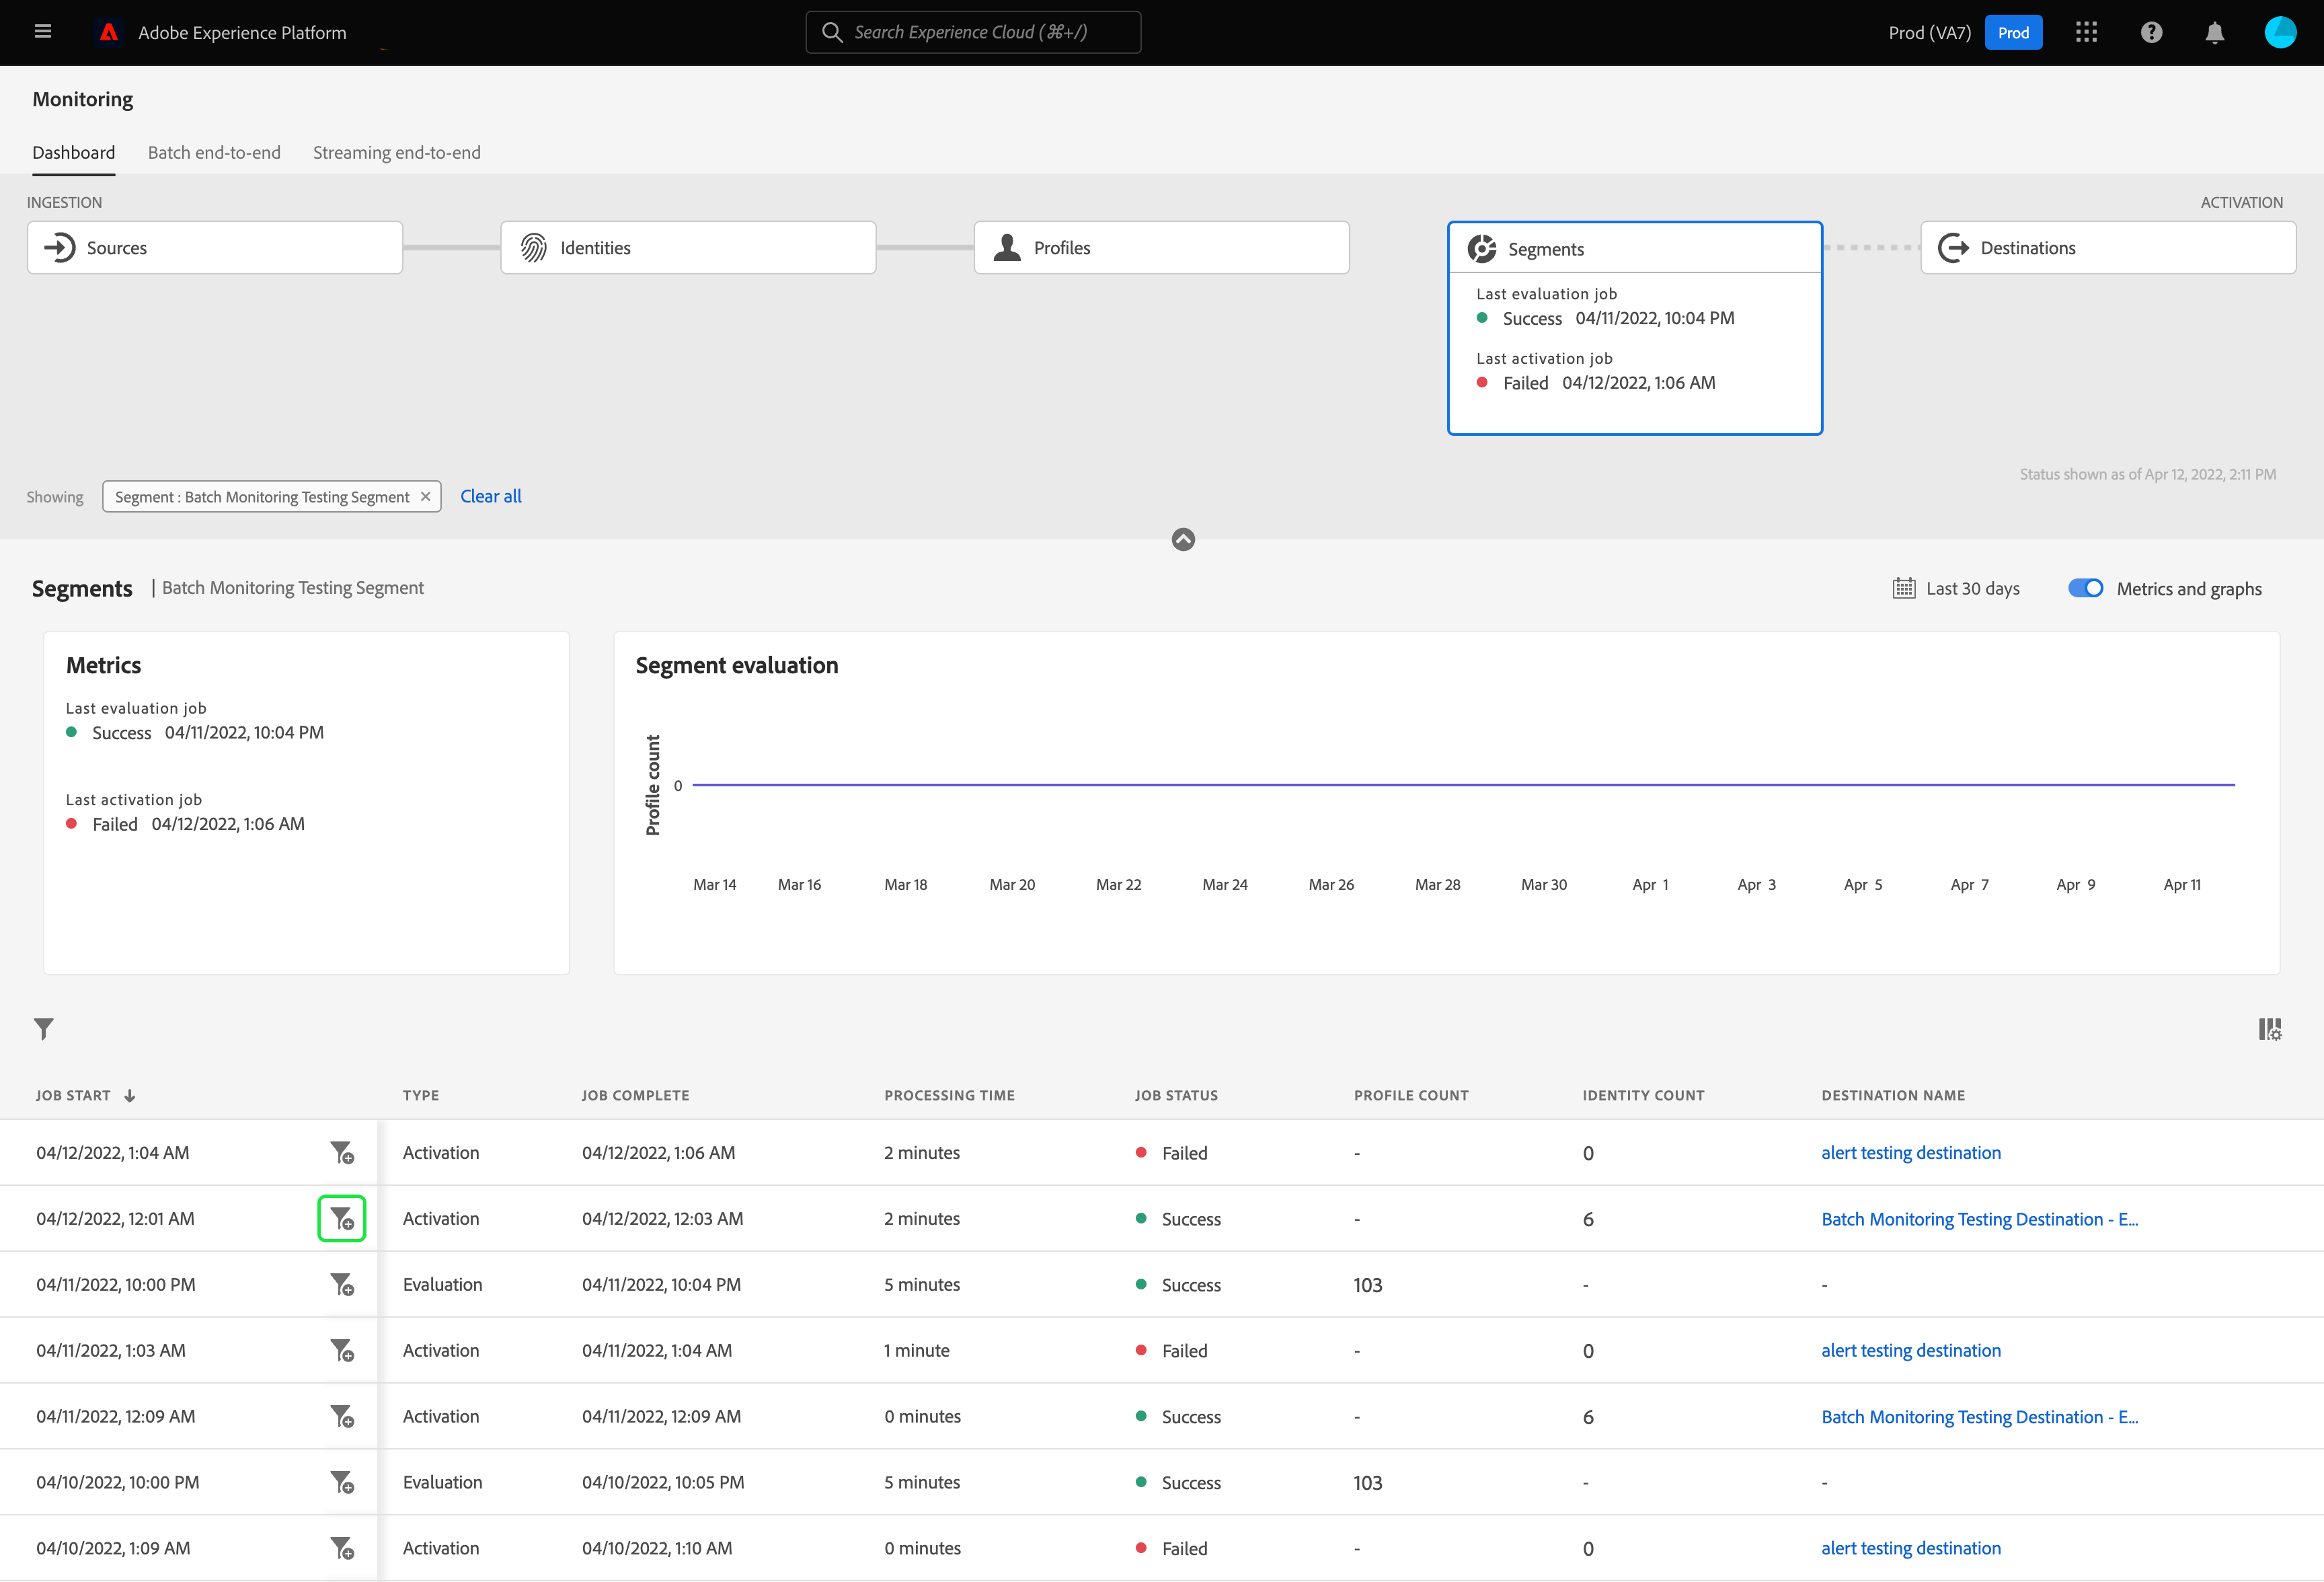 Adobe Experience Platform
Search Experience Cloud (⌘+/)
Prod (VA7)
Prod
Monitoring
Dashboard Batch end-to-end Streaming end-to-end
INGESTION ACTIVATION
Sources Identities Profiles Segments Destinations
Last evaluation job
Success 04/11/2022, 10:04 PM
Last activation job
Failed 04/12/2022, 1:06 AM
Status shown as of Apr 12, 2022, 2:11 PM
Showing Segment : Batch Monitoring Testing Segment × Clear all
Segments | Batch Monitoring Testing Segment Last 30 days Metrics and graphs
Metrics
Last evaluation job
Success 04/11/2022, 10:04 PM
Last activation job
Failed 04/12/2022, 1:06 AM
Segment evaluation
Profile count
0
Mar 14 Mar 16 Mar 18 Mar 20 Mar 22 Mar 24 Mar 26 Mar 28 Mar 30 Apr 1 Apr 3 Apr 5 Apr 7 Apr 9 Apr 11
JOB START ↓ TYPE JOB COMPLETE PROCESSING TIME JOB STATUS PROFILE COUNT IDENTITY COUNT DESTINATION NAME
04/12/2022, 1:04 AM Activation 04/12/2022, 1:06 AM 2 minutes Failed - 0 alert testing destination
04/12/2022, 12:01 AM Activation 04/12/2022, 12:03 AM 2 minutes Success - 6 Batch Monitoring Testing Destination - E...
04/11/2022, 10:00 PM Evaluation 04/11/2022, 10:04 PM 5 minutes Success 103 - -
04/11/2022, 1:03 AM Activation 04/11/2022, 1:04 AM 1 minute Failed - 0 alert testing destination
04/11/2022, 12:09 AM Activation 04/11/2022, 12:09 AM 0 minutes Success - 6 Batch Monitoring Testing Destination - E...
04/10/2022, 10:00 PM Evaluation 04/10/2022, 10:05 PM 5 minutes Success 103 - -
04/10/2022, 1:09 AM Activation 04/10/2022, 1:10 AM 0 minutes Failed - 0 alert testing destination